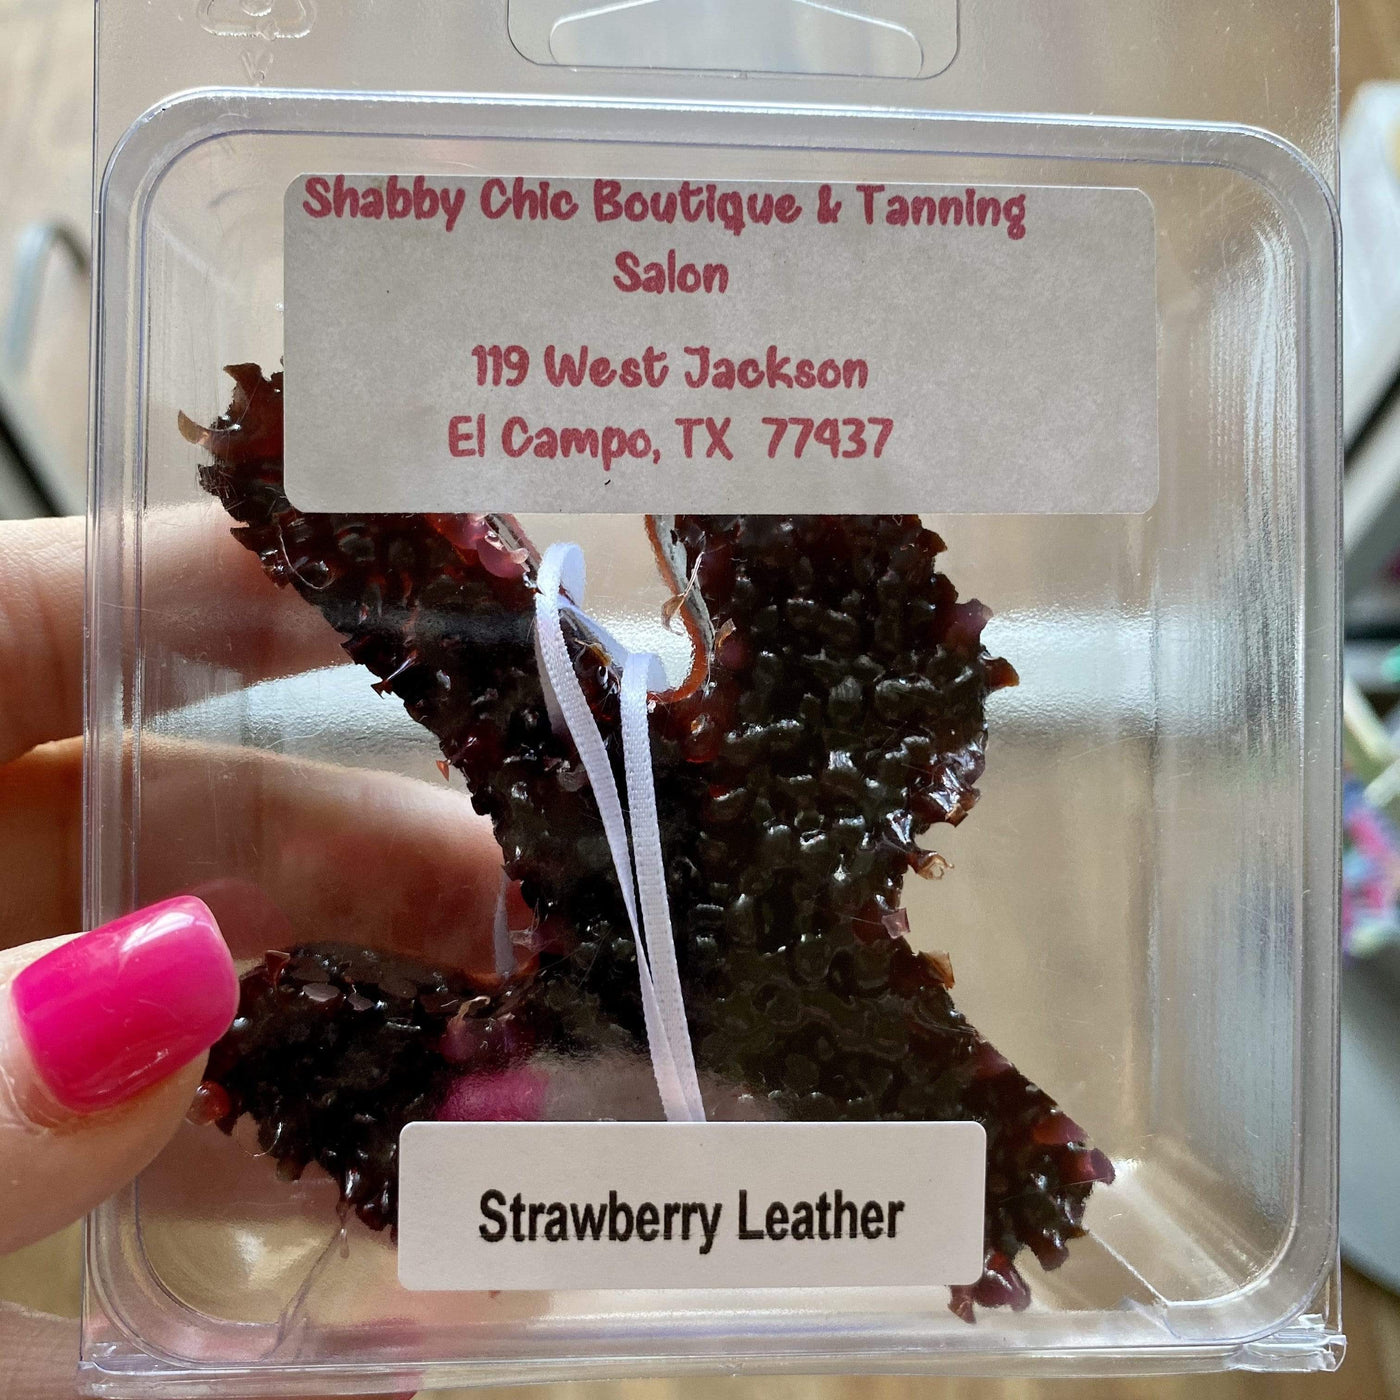 Shabby Chic Boutique & Tanning
Salon
119 West Jackson
El Campo, TX 77437
Strawberry Leather